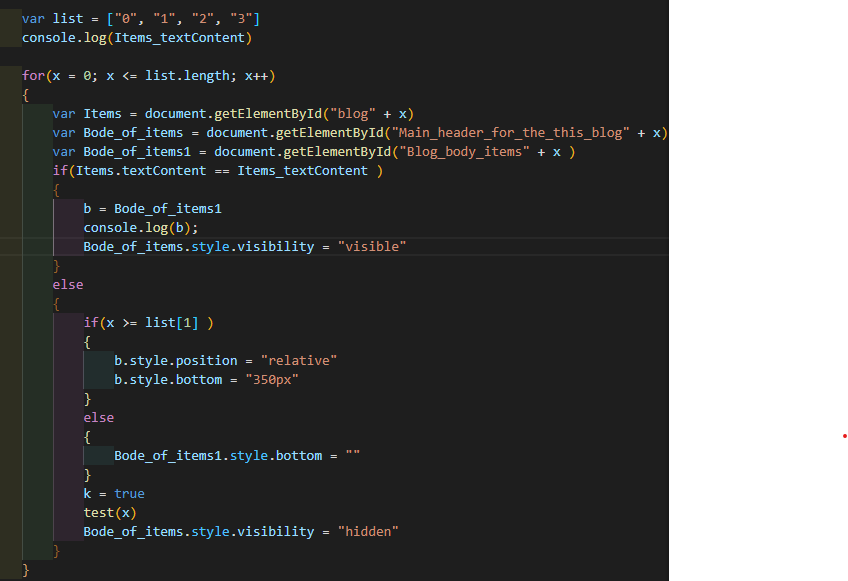 var list = ["0", "1", "2", "3"]
console.log(Items_textContent)
for(x = 0; x <= list.length; x++)
{
var Items = document.getElementById("blog" + x)
var Bode_of_items = document.getElementById("Main_header_for_the_this_blog" + x)
var Bode_of_items1 = document.getElementById("Blog_body_items" + x )
if(Items.textContent == Items_textContent )
{
b = Bode_of_items1
console.log(b);
Bode_of_items.style.visibility = "visible"
}
else
{
if(x >= list[1] )
{
b.style.position = "relative"
b.style.bottom = "350px"
}
else
{
Bode_of_items1.style.bottom = ""
}
k = true
test(x)
Bode_of_items.style.visibility = "hidden"
}
}